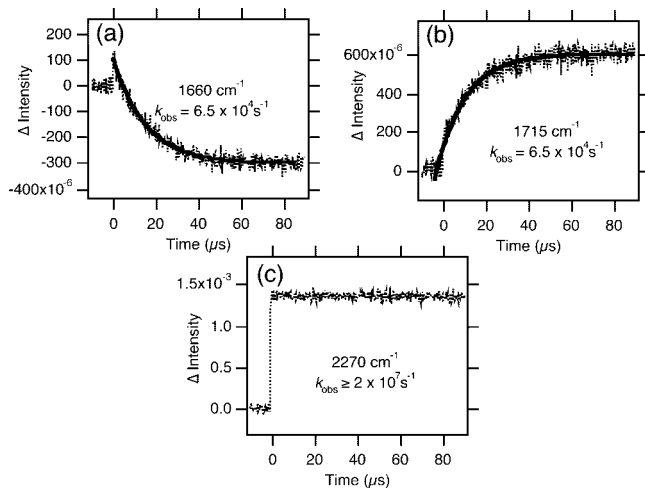 (a)
200
100
0
-100
-200
-300
-400x10⁻⁶
Δ Intensity
1660 cm⁻¹
kobs = 6.5 x 10⁴s⁻¹
0 20 40 60 80
Time (µs)
(b)
600x10⁻⁶
400
200
0
Δ Intensity
1715 cm⁻¹
kobs = 6.5 x 10⁴s⁻¹
0 20 40 60 80
Time (µs)
(c)
1.5x10⁻³
1.0
0.5
0.0
Δ Intensity
2270 cm⁻¹
kobs ≥ 2 x 10⁷s⁻¹
0 20 40 60 80
Time (µs)